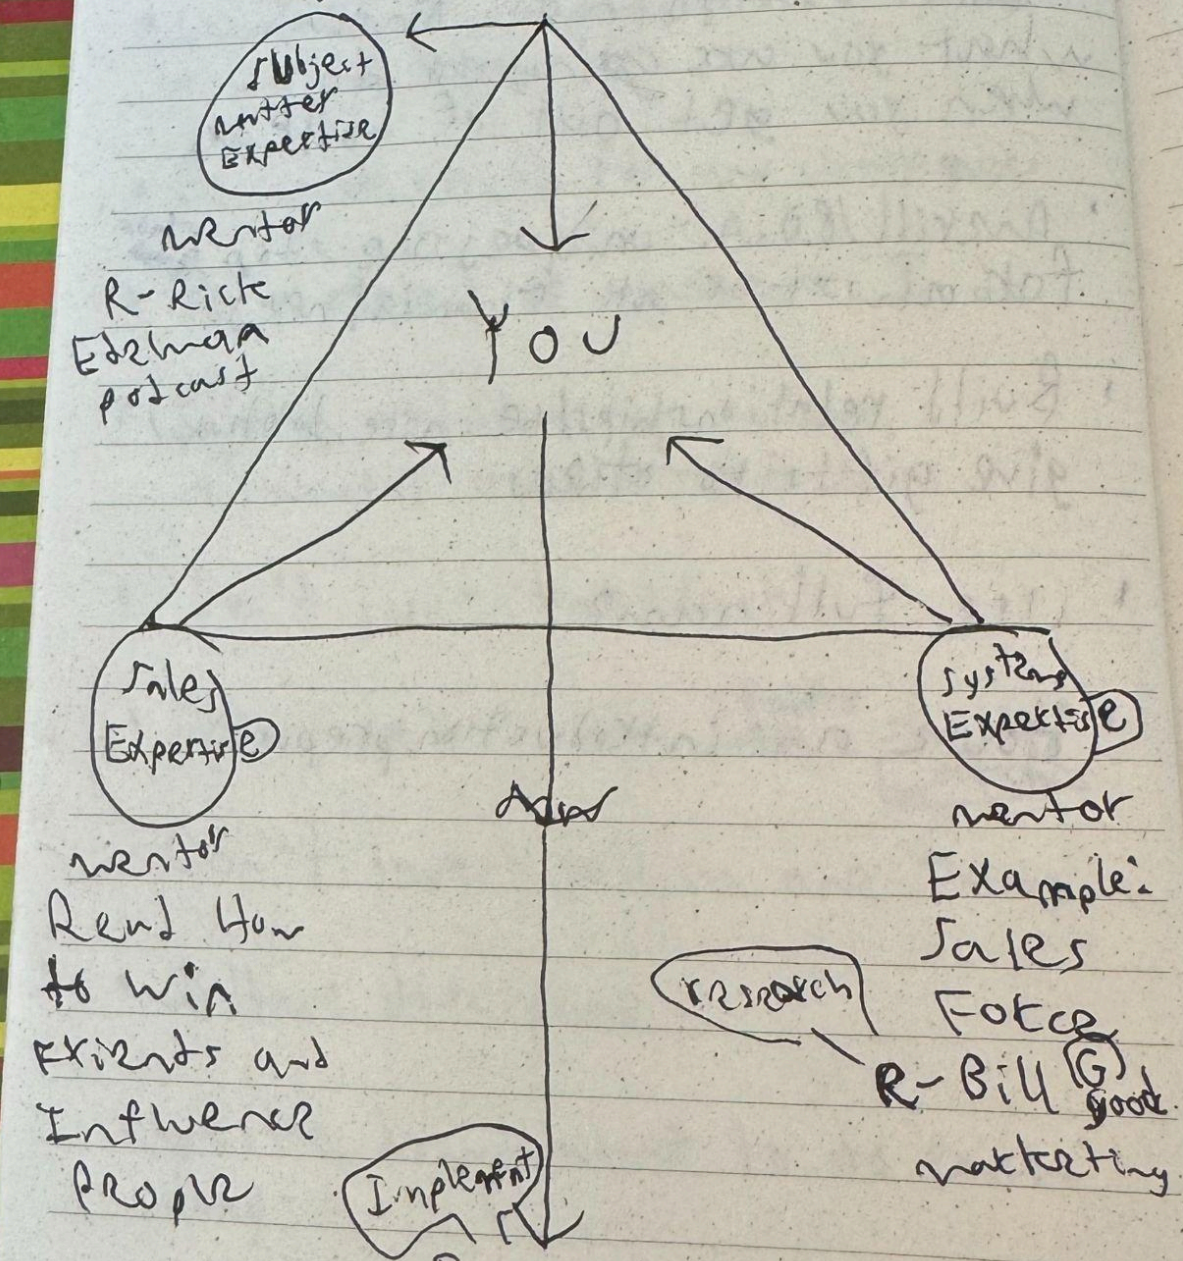 Subject
matter
Expertise
mentor
R-Rick
Edelman
podcast
YOU
Sales
Expertise
mentor
Read How
to Win
Frients and
Influence
People
Implement
Systems
Expertise
mentor
Example:
Sales
Force
research
R-Bill G
good
marketing